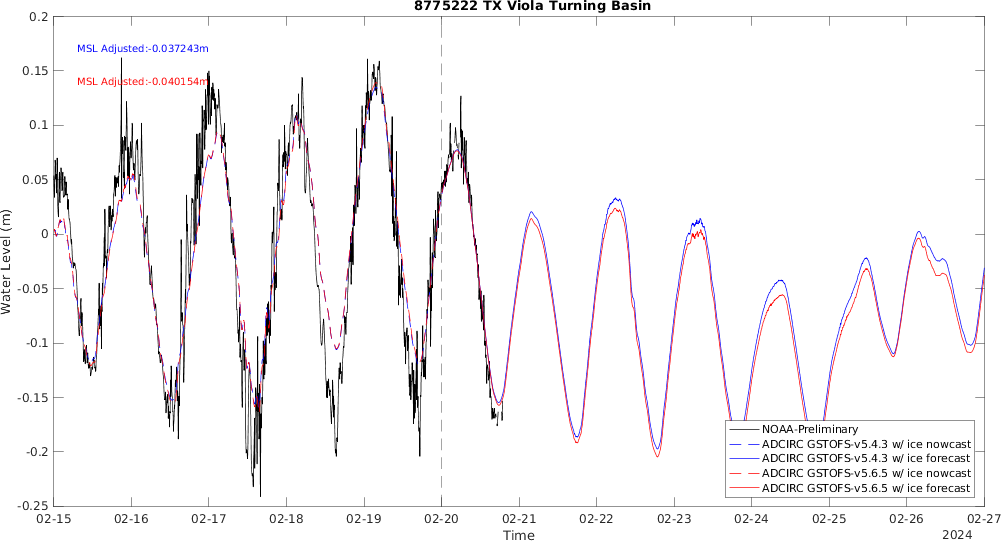 8775222 TX Viola Turning Basin
MSL Adjusted:-0.037243m
MSL Adjusted:-0.040154m
Water Level (m)
0.2
0.15
0.1
0.05
0
-0.05
-0.1
-0.15
-0.2
-0.25
NOAA-Preliminary
ADCIRC GSTOFS-v5.4.3 w/ ice nowcast
ADCIRC GSTOFS-v5.4.3 w/ ice forecast
ADCIRC GSTOFS-v5.6.5 w/ ice nowcast
ADCIRC GSTOFS-v5.6.5 w/ ice forecast
02-15 02-16 02-17 02-18 02-19 02-20 02-21 02-22 02-23 02-24 02-25 02-26 02-27
Time
2024